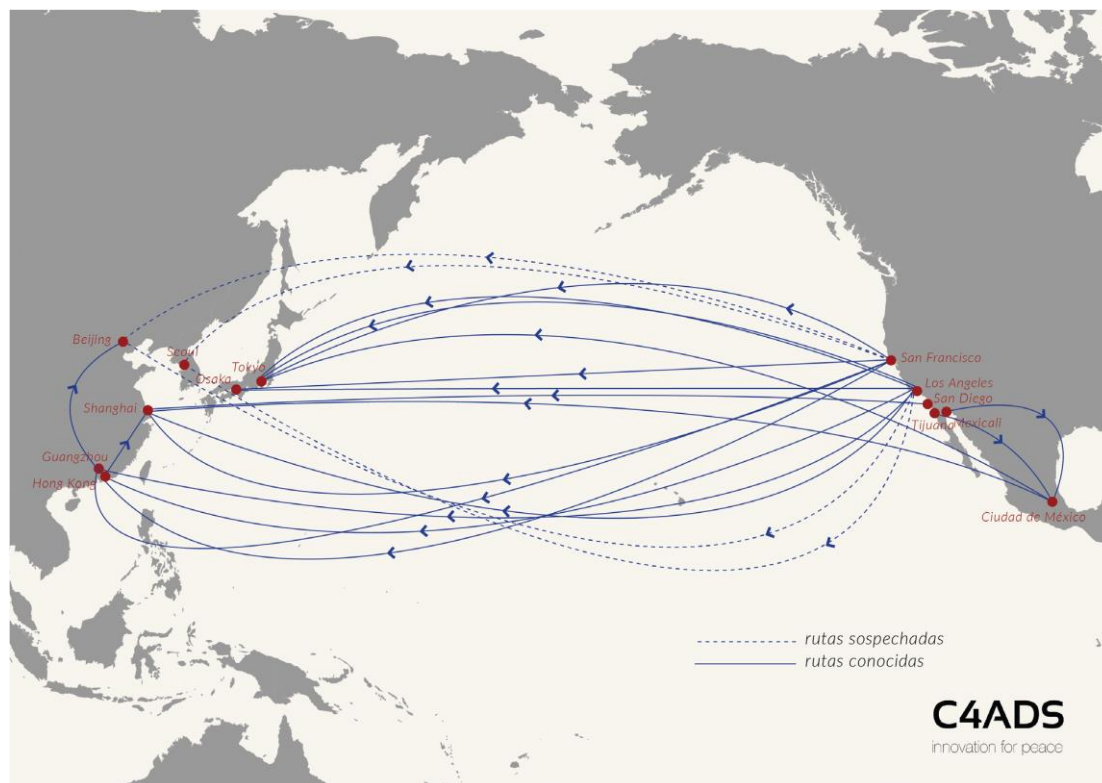 Beijing
Seoul
Tokyo
Osaka
Shanghai
Guangzhou
Hong Kong
San Francisco
Los Angeles
San Diego
Tijuana
Mexicali
Ciudad de México
rutas sospechadas
rutas conocidas
C4ADS
innovation for peace